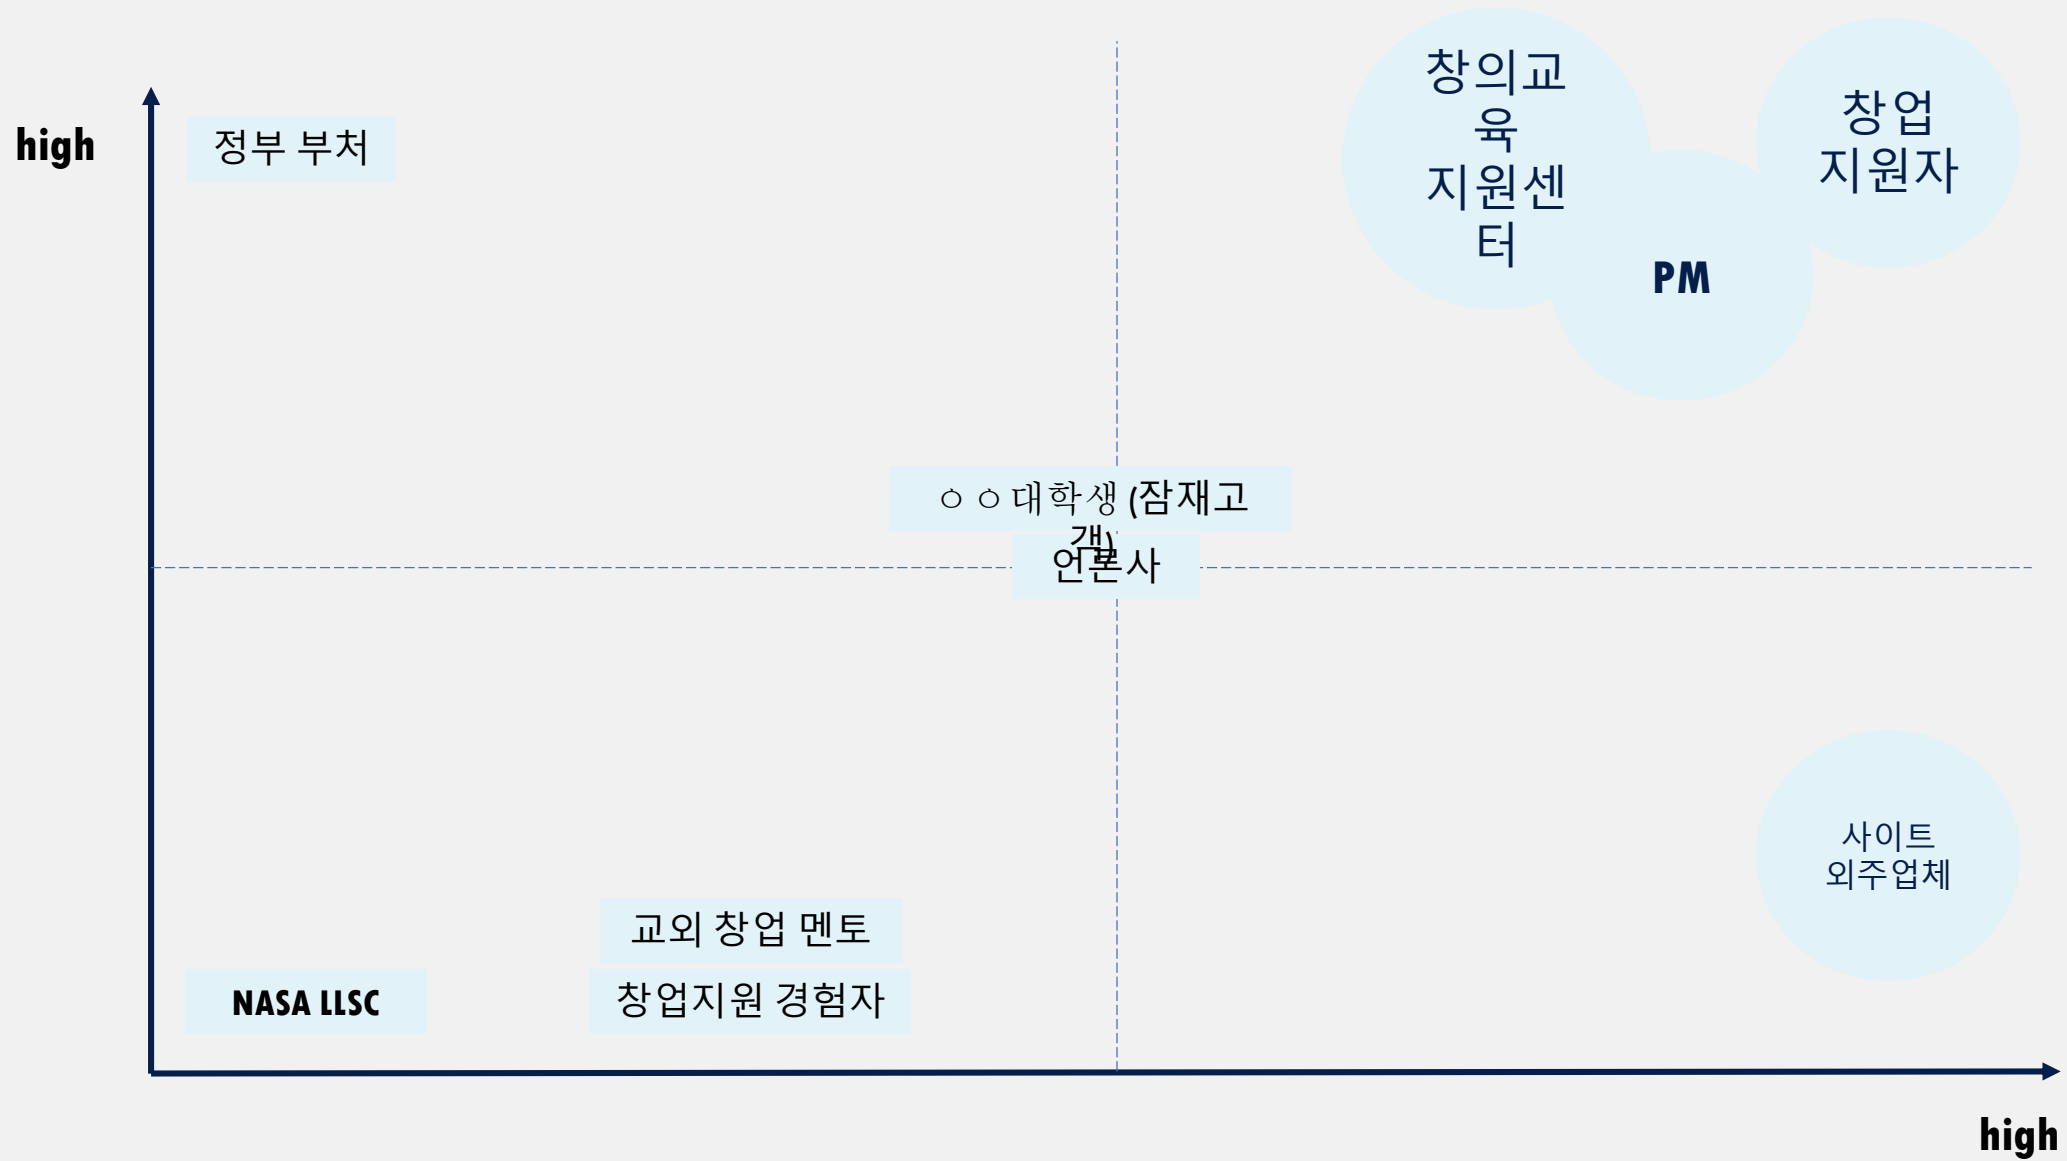 high
정부 부처
창의교
육
지원센
터
창업
지원자
PM
ㅇㅇ대학생 (잠재고
객)
언론사
사이트
외주업체
교외 창업 멘토
NASA LLSC
창업지원 경험자
high